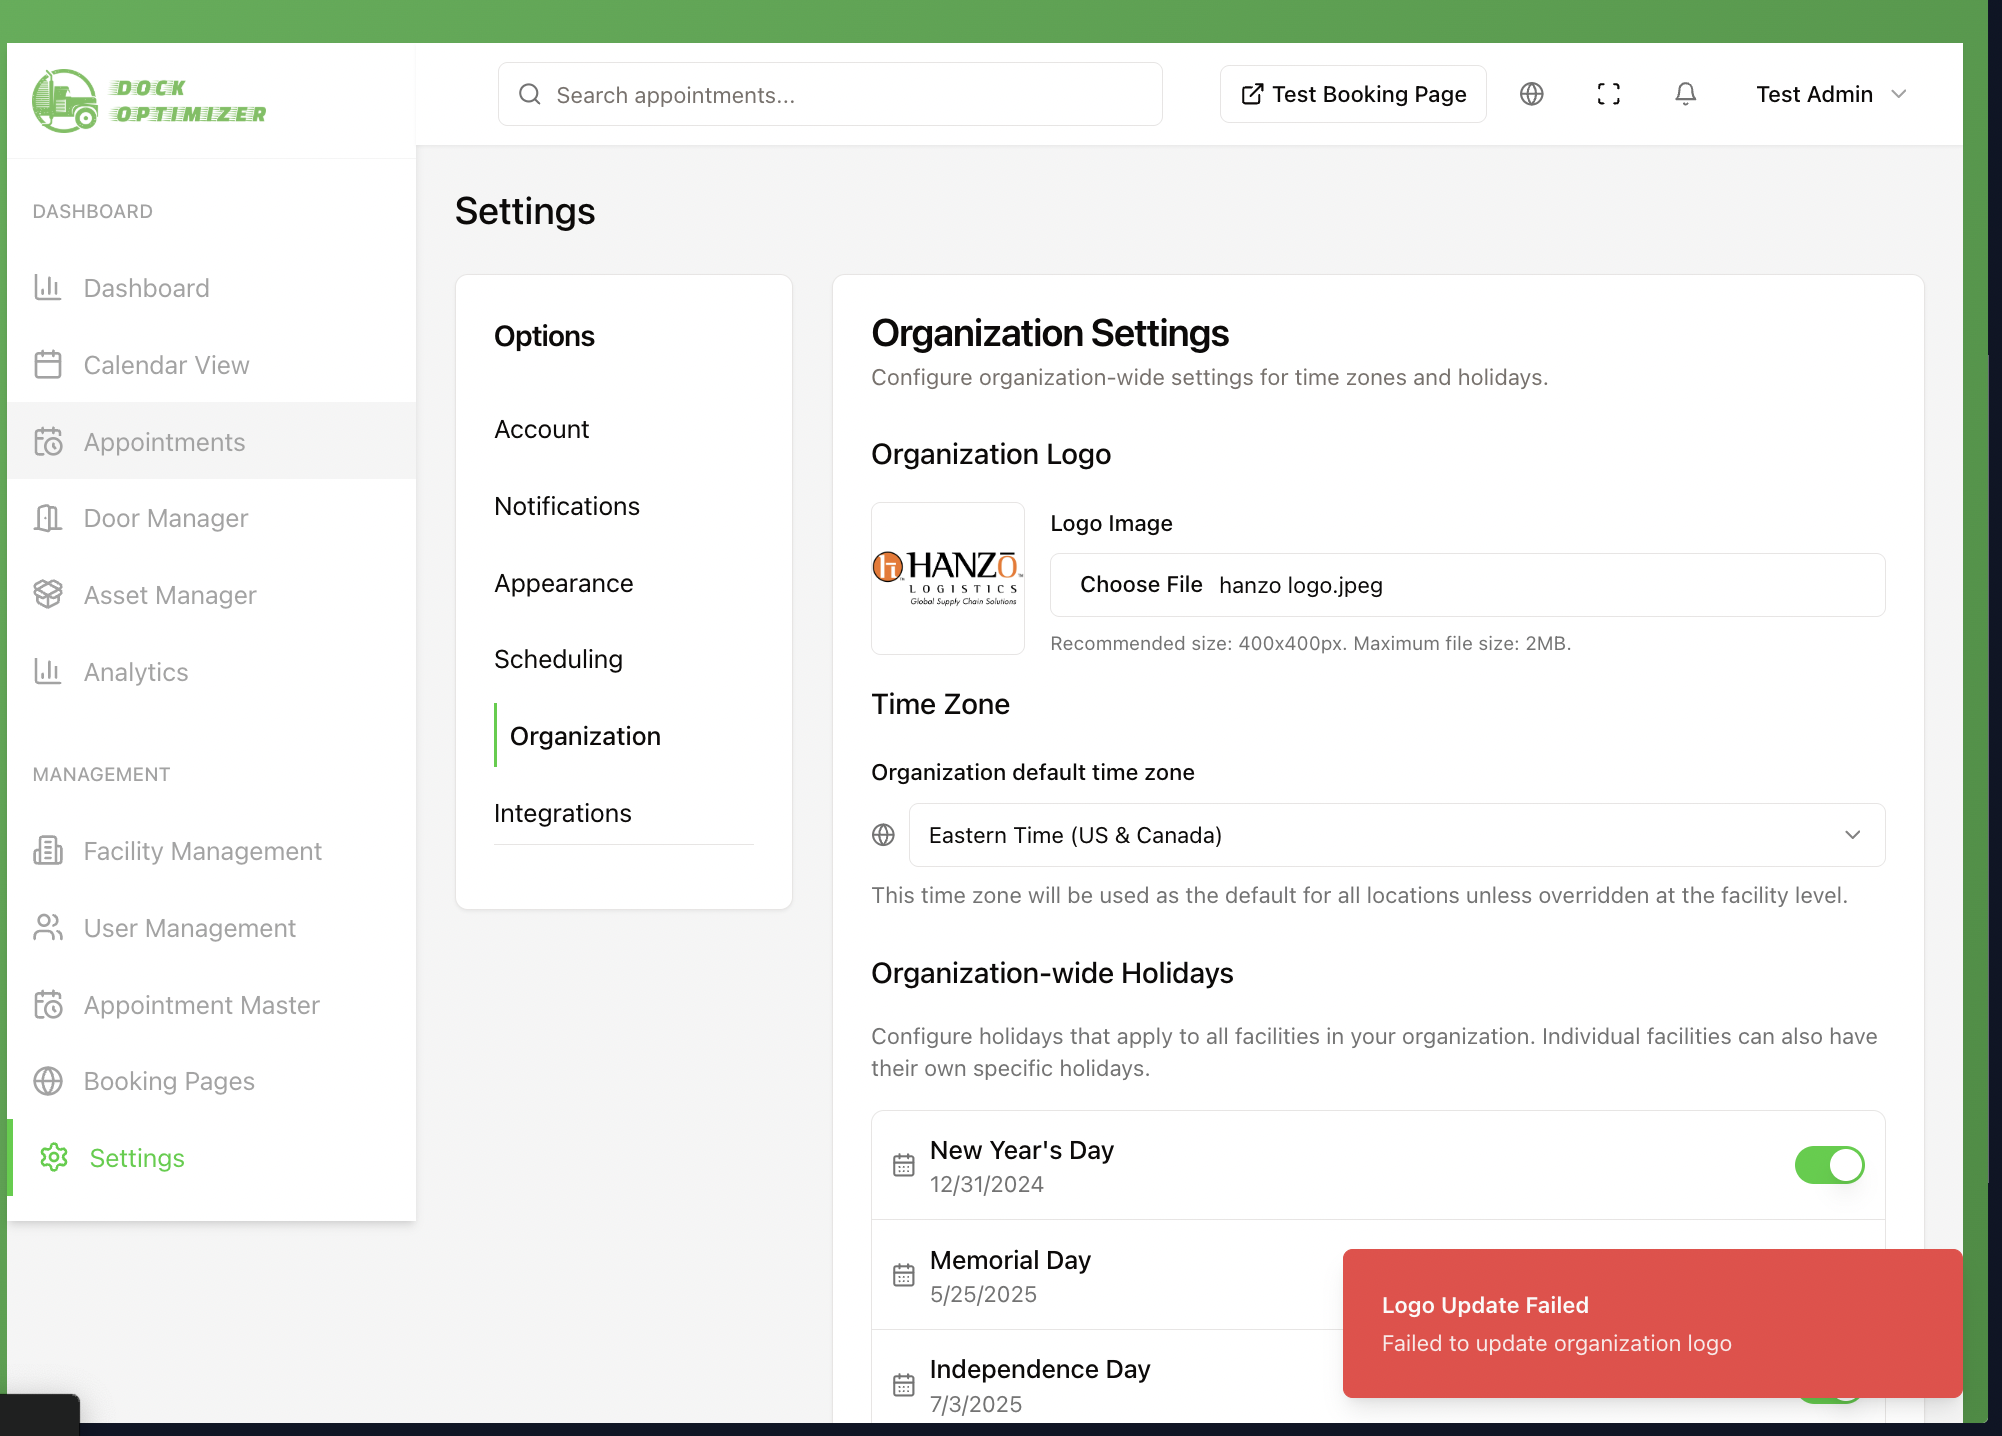 DOCK
OPTIMIZER
Search appointments...
Test Booking Page
Test Admin
DASHBOARD
Dashboard
Calendar View
Appointments
Door Manager
Asset Manager
Analytics
MANAGEMENT
Facility Management
User Management
Appointment Master
Booking Pages
Settings
Settings
Options
Account
Notifications
Appearance
Scheduling
Organization
Integrations
Organization Settings
Configure organization-wide settings for time zones and holidays.
Organization Logo
HANZŌ
LOGISTICS
Global Supply Chain Solutions
Logo Image
Choose File hanzo logo.jpeg
Recommended size: 400x400px. Maximum file size: 2MB.
Time Zone
Organization default time zone
Eastern Time (US & Canada)
This time zone will be used as the default for all locations unless overridden at the facility level.
Organization-wide Holidays
Configure holidays that apply to all facilities in your organization. Individual facilities can also have
their own specific holidays.
New Year's Day
12/31/2024
Memorial Day
5/25/2025
Independence Day
7/3/2025
Logo Update Failed
Failed to update organization logo